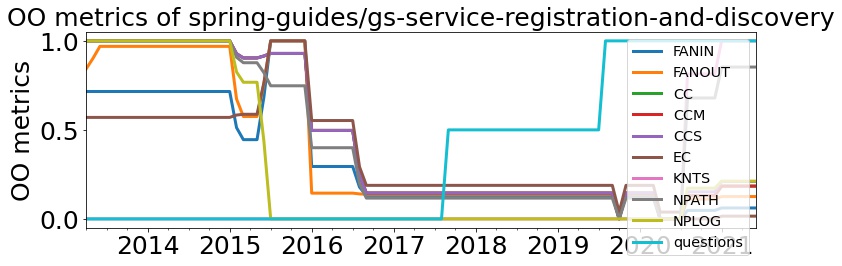 OO metrics of spring-guides/gs-service-registration-and-discovery
OO metrics
1.0
0.5
0.0
2014 2015 2016 2017 2018 2019 2020 2021
FANIN
FANOUT
CC
CCM
CCS
EC
KNTS
NPATH
NPLOG
questions